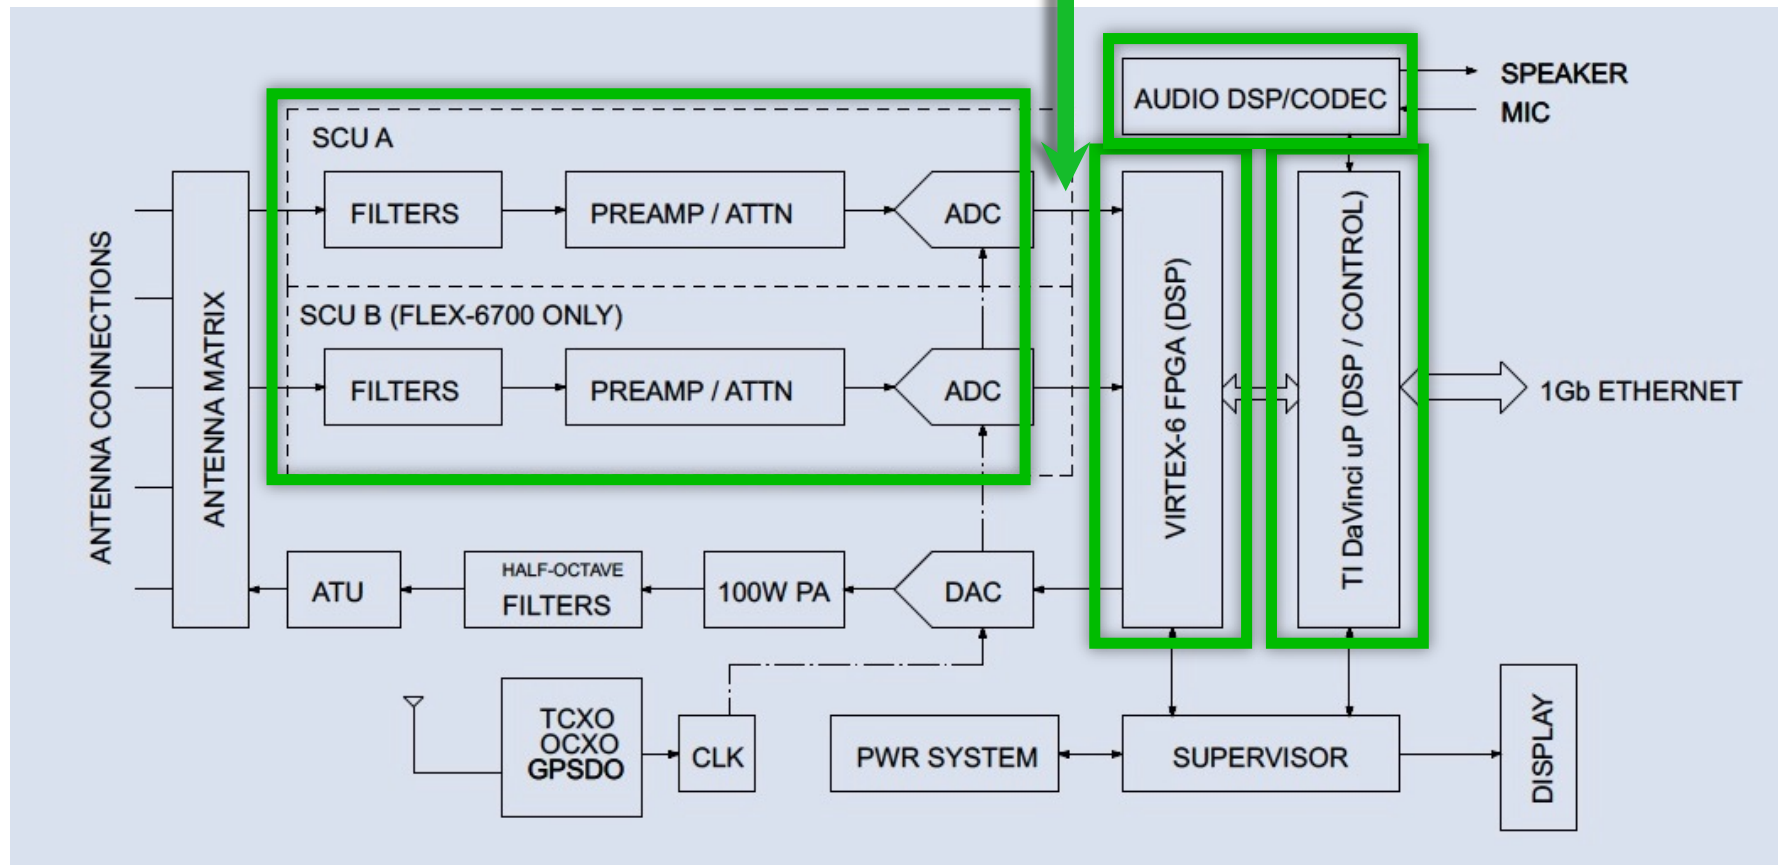 AUDIO DSP/CODEC
SPEAKER
MIC
SCU A
FILTERS
PREAMP / ATTN
ADC
SCU B (FLEX-6700 ONLY)
FILTERS
PREAMP / ATTN
ADC
ANTENNA CONNECTIONS
ANTENNA MATRIX
VIRTEX-6 FPGA (DSP)
TI DaVinci uP (DSP / CONTROL)
1Gb ETHERNET
ATU
HALF-OCTAVE
FILTERS
100W PA
DAC
TCXO
OCXO
GPSDO
CLK
PWR SYSTEM
SUPERVISOR
DISPLAY